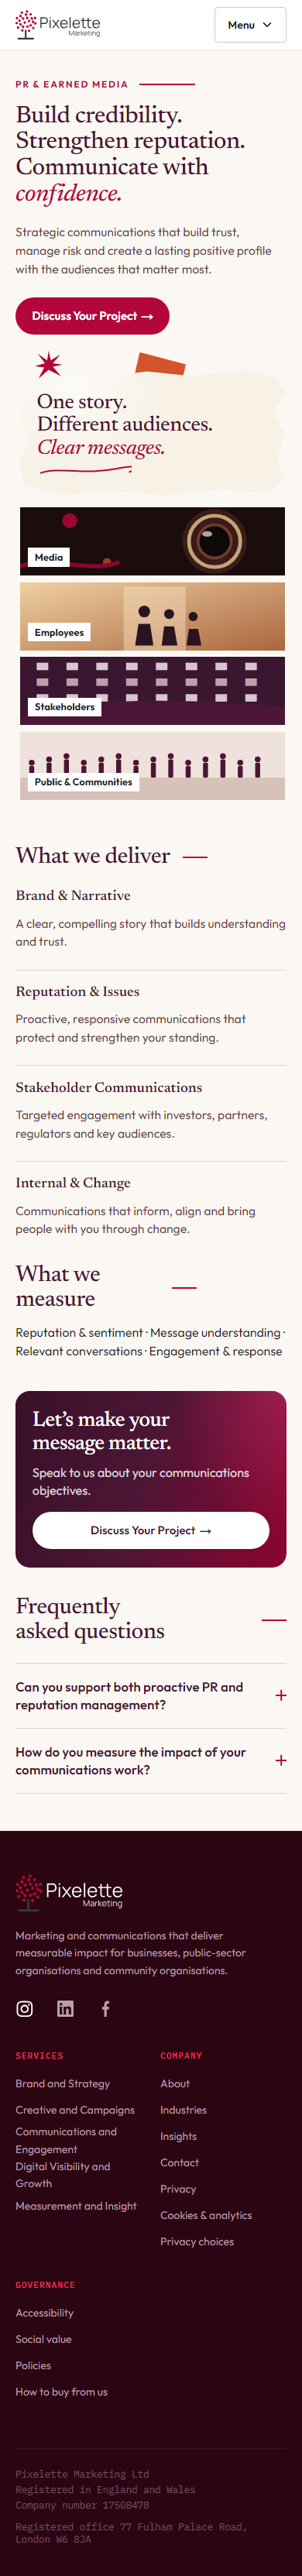 Pixelette
Marketing
Menu
PR & EARNED MEDIA
Build credibility.
Strengthen reputation.
Communicate with
confidence.
Strategic communications that build trust,
manage risk and create a lasting positive profile
with the audiences that matter most.
Discuss Your Project →
One story.
Different audiences.
Clear messages.
Media
Employees
Stakeholders
Public & Communities
What we deliver
Brand & Narrative
A clear, compelling story that builds understanding
and trust.
Reputation & Issues
Proactive, responsive communications that
protect and strengthen your standing.
Stakeholder Communications
Targeted engagement with investors, partners,
regulators and key audiences.
Internal & Change
Communications that inform, align and bring
people with you through change.
What we
measure
Reputation & sentiment · Message understanding ·
Relevant conversations · Engagement & response
Let’s make your
message matter.
Speak to us about your communications
objectives.
Discuss Your Project →
Frequently
asked questions
Can you support both proactive PR and
reputation management?
How do you measure the impact of your
communications work?
Pixelette
Marketing
Marketing and communications that deliver
measurable impact for businesses, public-sector
organisations and community organisations.
SERVICES
Brand and Strategy
Creative and Campaigns
Communications and
Engagement
Digital Visibility and
Growth
Measurement and Insight
COMPANY
About
Industries
Insights
Contact
Privacy
Cookies & analytics
Privacy choices
GOVERNANCE
Accessibility
Social value
Policies
How to buy from us
Pixelette Marketing Ltd
Registered in England and Wales
Company number 17508478
Registered office 77 Fulham Palace Road,
London W6 8JA